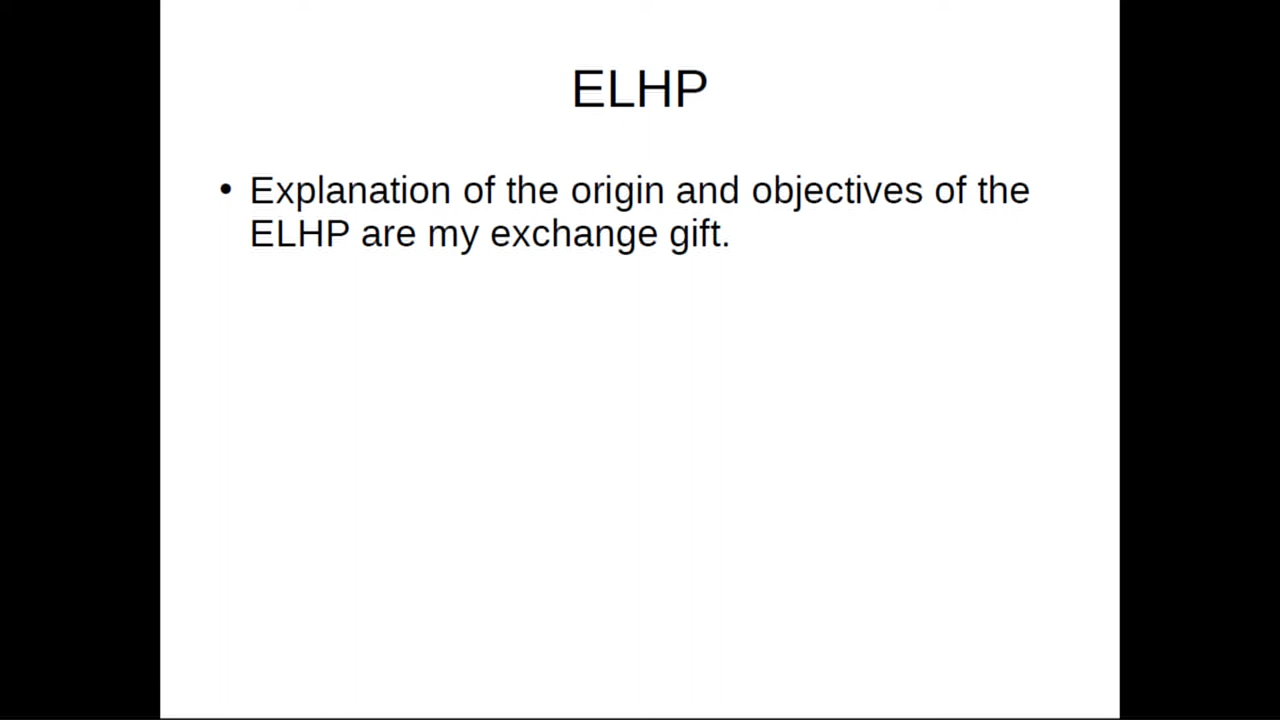 ELHP
• Explanation of the origin and objectives of the
ELHP are my exchange gift.